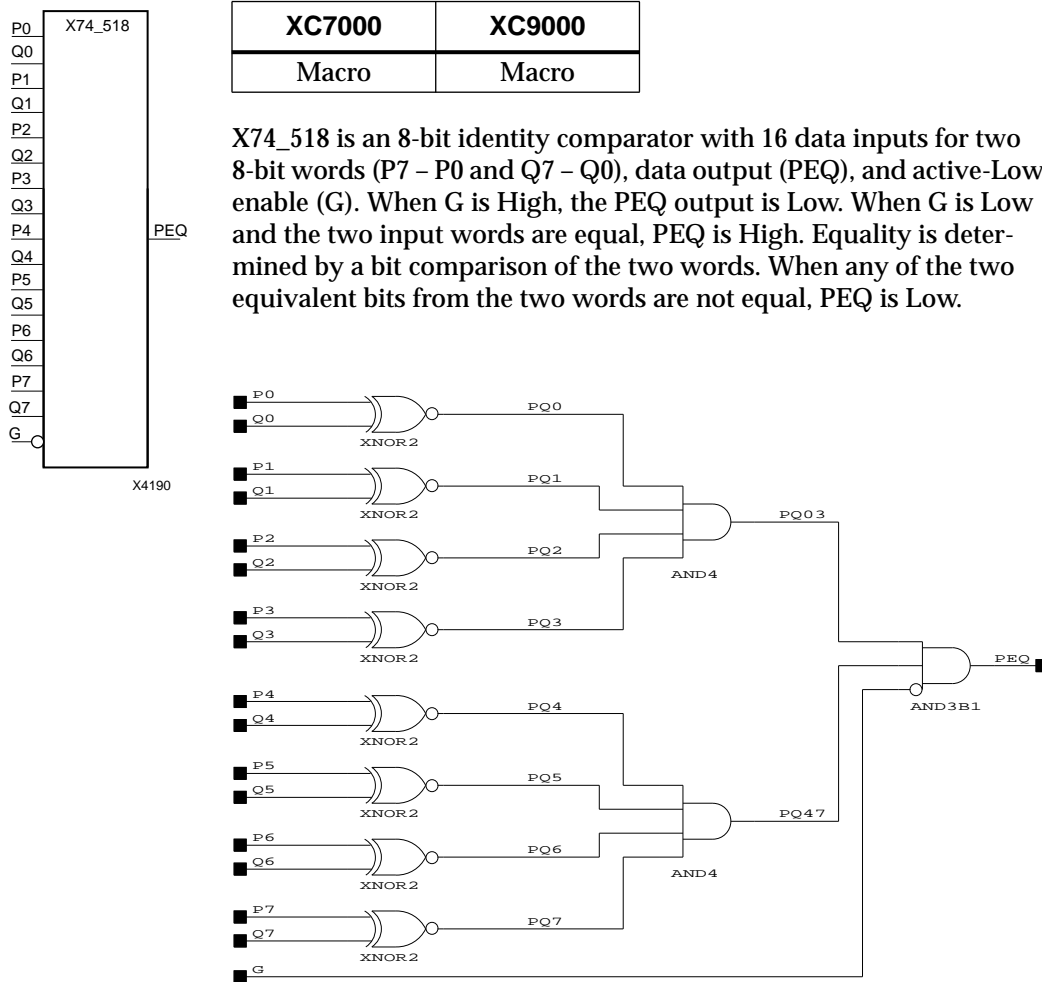 X74_518
P0
Q0
P1
Q1
P2
Q2
P3
Q3
P4
Q4
P5
Q5
P6
Q6
P7
Q7
G
PEQ
X4190
XC7000 XC9000
Macro Macro
X74_518 is an 8-bit identity comparator with 16 data inputs for two
8-bit words (P7 – P0 and Q7 – Q0), data output (PEQ), and active-Low
enable (G). When G is High, the PEQ output is Low. When G is Low
and the two input words are equal, PEQ is High. Equality is deter-
mined by a bit comparison of the two words. When any of the two
equivalent bits from the two words are not equal, PEQ is Low.
P0
Q0
XNOR2
PQ0
P1
Q1
XNOR2
PQ1
P2
Q2
XNOR2
PQ2
P3
Q3
XNOR2
PQ3
AND4
PQ03
P4
Q4
XNOR2
PQ4
P5
Q5
XNOR2
PQ5
P6
Q6
XNOR2
PQ6
P7
Q7
XNOR2
PQ7
AND4
PQ47
G
AND3B1
PEQ